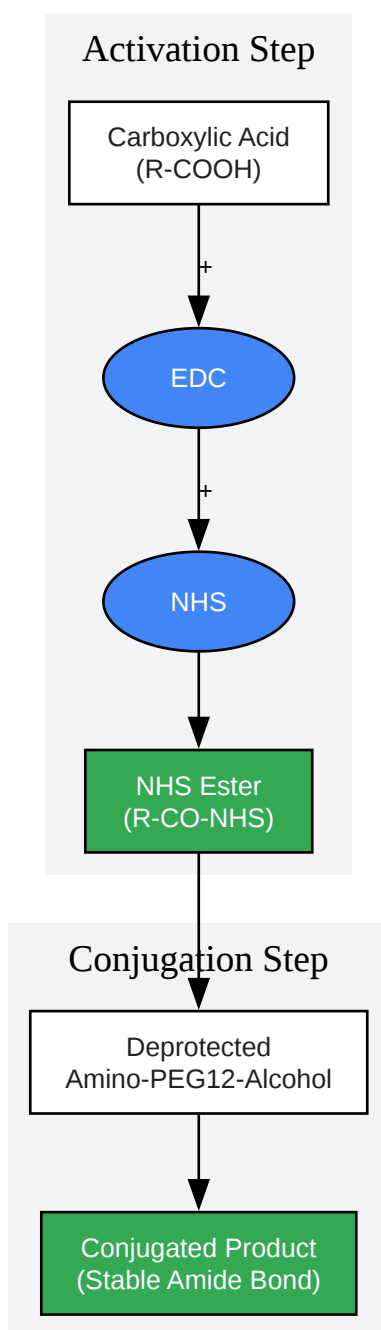 Activation Step
Carboxylic Acid
(R-COOH)
+
EDC
+
NHS
NHS Ester
(R-CO-NHS)
Conjugation Step
Deprotected
Amino-PEG12-Alcohol
Conjugated Product
(Stable Amide Bond)